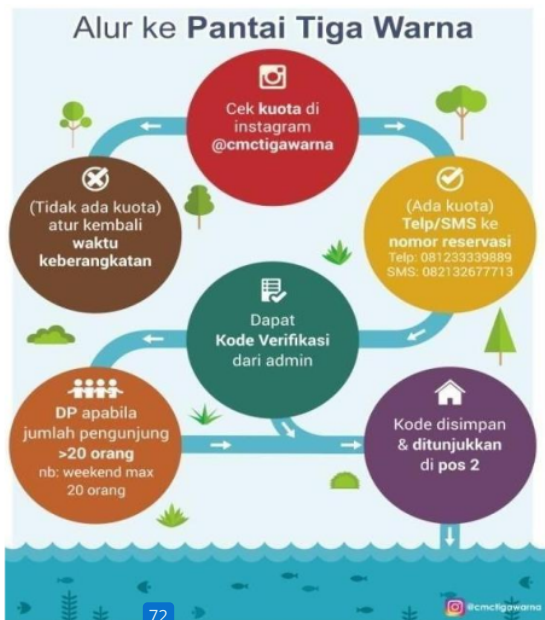 Alur ke Pantai Tiga Warna
Cek kuota di
instagram
@cmctigawarna
(Tidak ada kuota)
atur kembali
waktu
keberangkatan
(Ada kuota)
Telp/SMS ke
nomor reservasi
Telp: 081233339889
SMS: 082132677713
Dapat
Kode Verifikasi
dari admin
DP apabila
jumlah pengunjung
>20 orang
nb: weekend max
20 orang
Kode disimpan
& ditunjukkan
di pos 2
72
@cmctigawarna